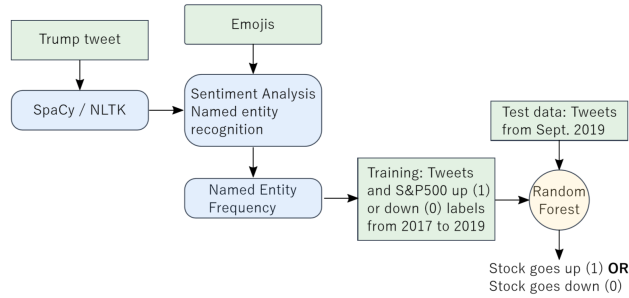 Trump tweet
Emojis
SpaCy / NLTK
Sentiment Analysis
Named entity
recognition
Test data: Tweets
from Sept. 2019
Named Entity
Frequency
Training: Tweets
and S&P500 up (1)
or down (0) labels
from 2017 to 2019
Random
Forest
Stock goes up (1) OR
Stock goes down (0)